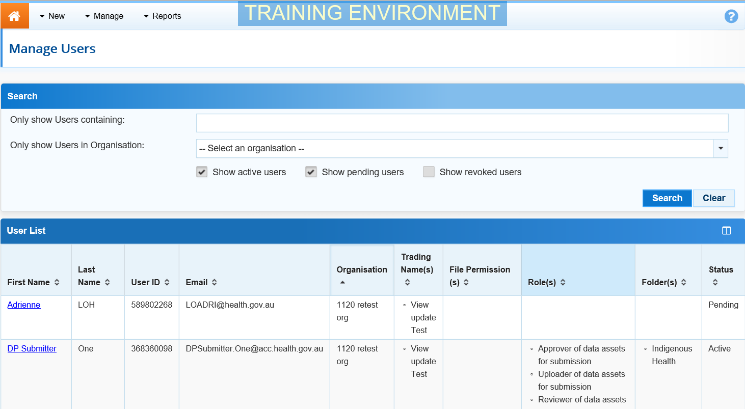 New Manage Reports TRAINING ENVIRONMENT ?
Manage Users
Search
Only show Users containing:
Only show Users in Organisation: -- Select an organisation --
Show active users Show pending users Show revoked users
Search Clear
User List
First Name Last Name User ID Email Organisation Trading Name(s) File Permission (s) Role(s) Folder(s) Status
Adrienne LOH 589802268 LOADRI@health.gov.au 1120 retest View Pending
org update
Test
DP Submitter One 368360098 DPSubmitter.One@acc.health.gov.au 1120 retest View Approver of data assets Indigenous Active
org update for submission Health
Test Uploader of data assets
for submission
Reviewer of data assets